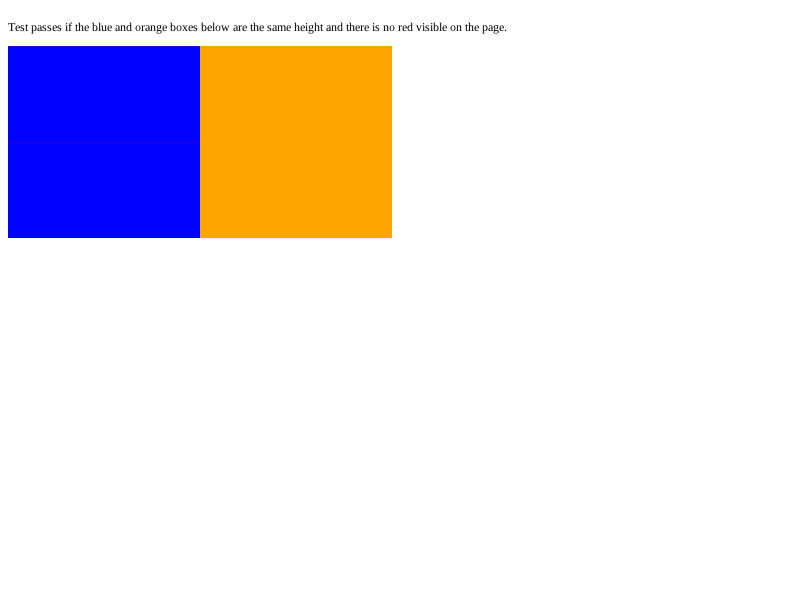 Test passes if the blue and orange boxes below are the same height and there is no red visible on the page.